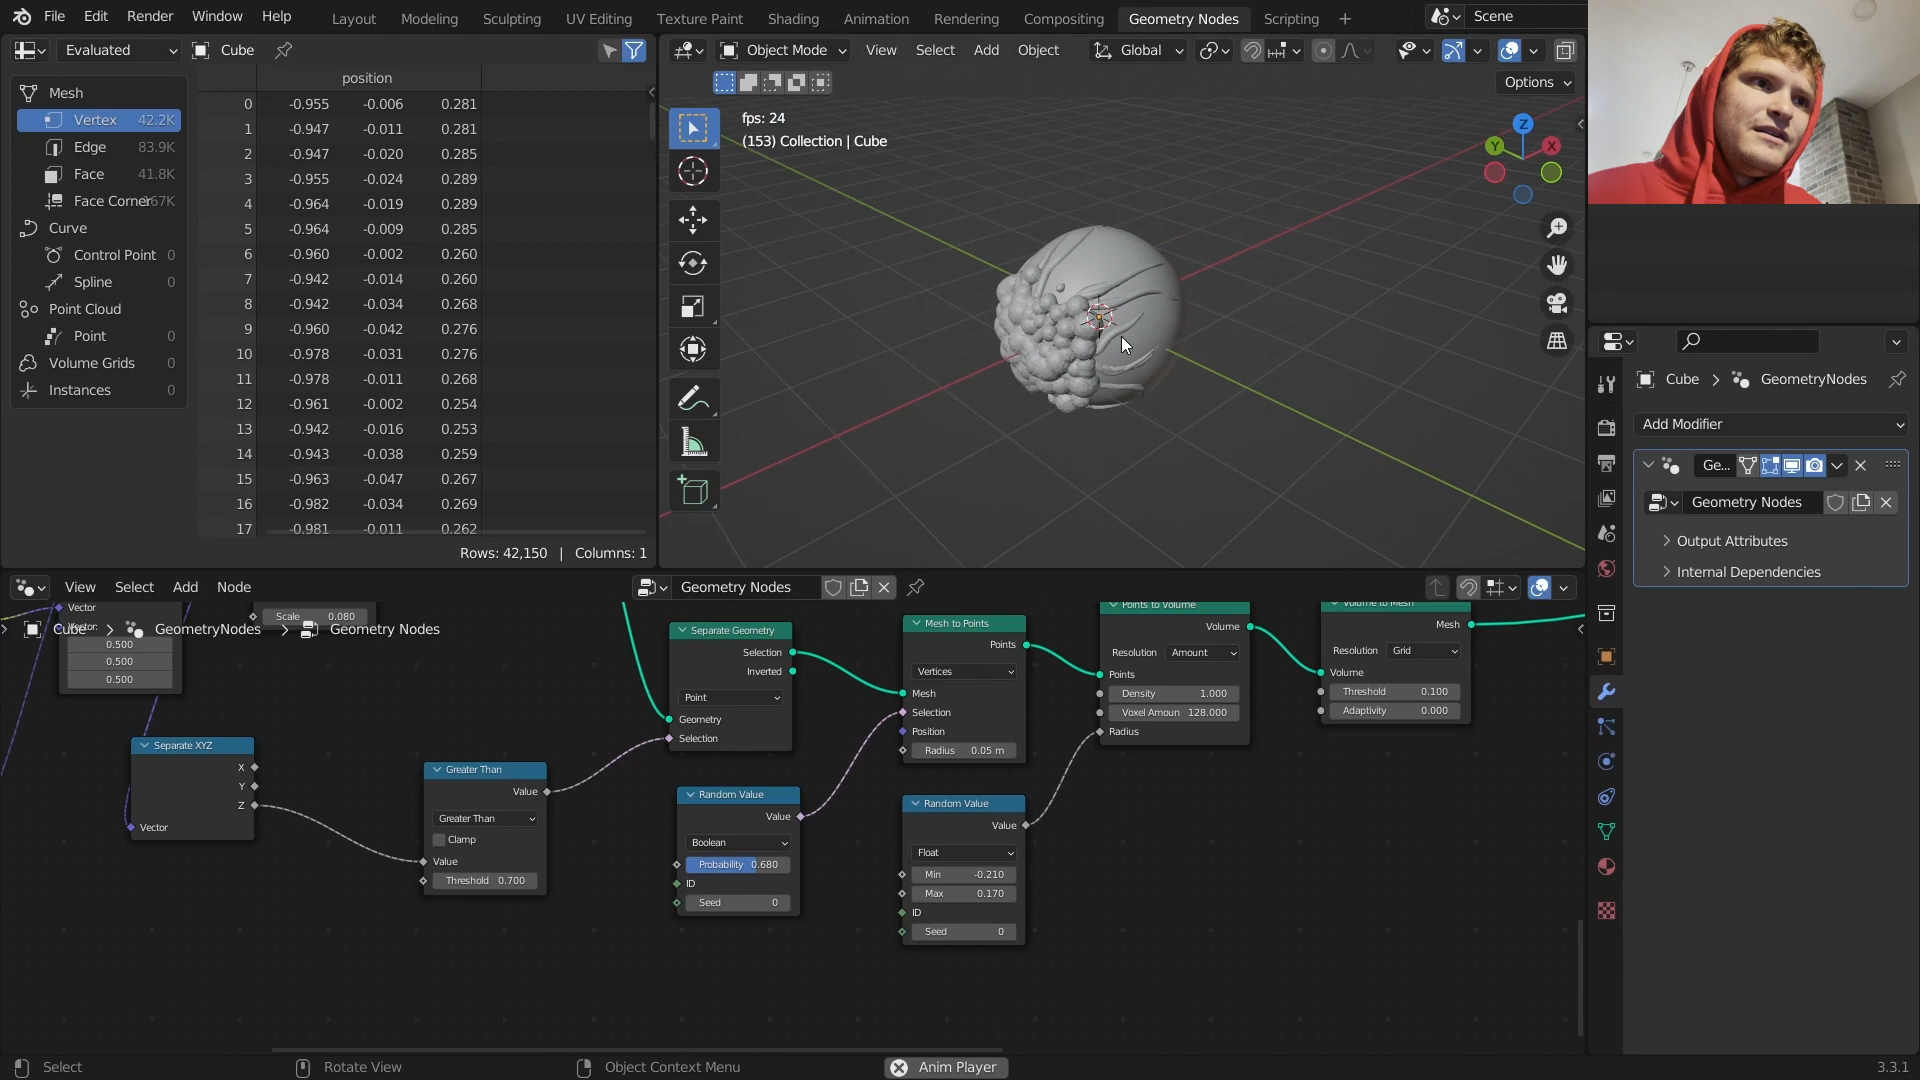 File Edit Render Window Help
Layout Modeling Sculpting UV Editing Texture Paint Shading Animation Rendering Compositing Geometry Nodes Scripting +
Scene
Evaluated
Cube
Object Mode View Select Add Object
Global
Options
position
Mesh
Vertex 42.2K
Edge 83.9K
Face 41.8K
Face Corner 67K
Curve
Control Point 0
Spline 0
Point Cloud
Point 0
Volume Grids 0
Instances 0
0 -0.955 -0.006 0.281
1 -0.947 -0.011 0.281
2 -0.947 -0.020 0.285
3 -0.955 -0.024 0.289
4 -0.964 -0.019 0.289
5 -0.964 -0.009 0.285
6 -0.960 -0.002 0.260
7 -0.942 -0.014 0.260
8 -0.942 -0.034 0.268
9 -0.960 -0.042 0.276
10 -0.978 -0.031 0.276
11 -0.978 -0.011 0.268
12 -0.961 -0.002 0.254
13 -0.942 -0.016 0.253
14 -0.943 -0.038 0.259
15 -0.963 -0.047 0.267
16 -0.982 -0.034 0.269
17 -0.981 -0.011 0.262
Rows: 42,150 | Columns: 1
fps: 24
(153) Collection | Cube
Z
Y
X
Cube > GeometryNodes
Add Modifier
Ge...
Geometry Nodes
Output Attributes
Internal Dependencies
View Select Add Node
Geometry Nodes
Cube > GeometryNodes > Geometry Nodes
Vector
Vector:
0.500
0.500
0.500
Scale 0.080
Separate XYZ
X
Y
Z
Vector
Greater Than
Value
Greater Than
Clamp
Value
Threshold 0.700
Separate Geometry
Selection
Inverted
Point
Geometry
Selection
Random Value
Value
Boolean
Probability 0.680
ID
Seed 0
Mesh to Points
Points
Vertices
Mesh
Selection
Position
Radius 0.05 m
Random Value
Value
Float
Min -0.210
Max 0.170
ID
Seed 0
Points to Volume
Volume
Resolution Amount
Points
Density 1.000
Voxel Amoun 128.000
Radius
Volume to Mesh
Mesh
Resolution Grid
Volume
Threshold 0.100
Adaptivity 0.000
Select
Rotate View
Object Context Menu
Anim Player
3.3.1